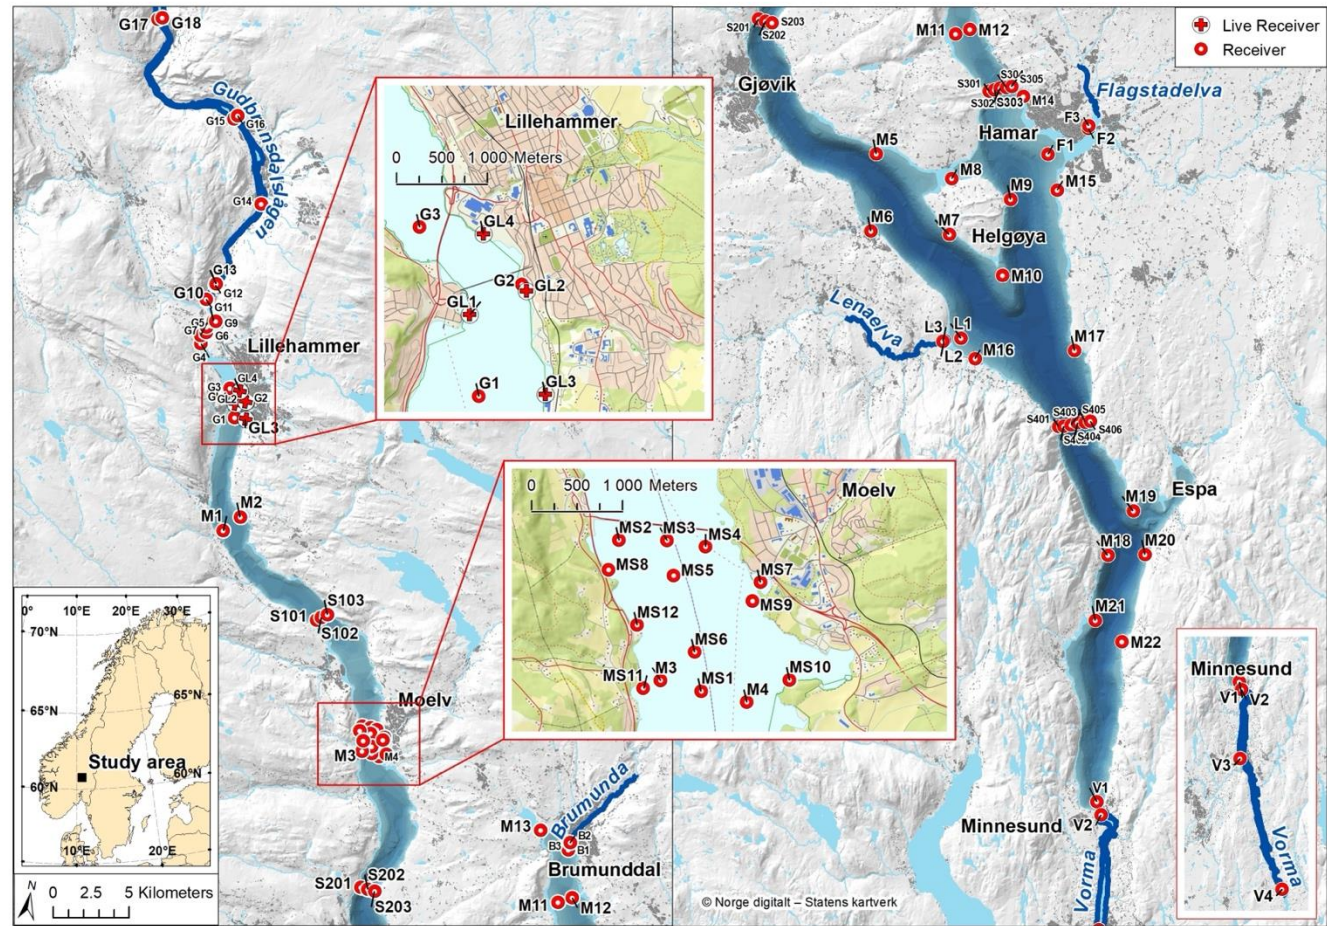 G17
G18
Gudbransdalslågen
G15
G16
G14
G13
G10
G12
G11
G5
G9
G7
G6
G4
Lillehammer
G3
GL4
GL2
G2
G1
GL3
M1
M2
S101
S103
S102
Moelv
M3
M4
S201
S202
S203
Brumunda
M13
B2
B3
B1
Brumunddal
M11
M12
Lillehammer
0 500 1 000 Meters
G3
GL4
G2
GL2
GL1
G1
GL3
0 500 1 000 Meters
Moelv
MS2
MS3
MS4
MS8
MS5
MS7
MS9
MS12
MS6
MS11
M3
MS1
M4
MS10
0° 10°E 20°E 30°E
70°N
65°N
65°N
60°N
60°N
Study area
10°E 20°E
N
0 2.5 5 Kilometers
S201
S203
S202
Gjøvik
M11
M12
Live Receiver
Receiver
S304
S305
S301
S302
S303
M14
Flagstadelva
F3
F2
Hamar
F1
M5
M8
M9
M15
M6
M7
Helgøya
M10
Lenaelva
L3
L1
L2
M16
M17
S403
S405
S401
S402
S404
S406
M19
Espa
M18
M20
M21
M22
V1
Minnesund
V2
Vorma
Minnesund
V1
V2
V3
Vorma
V4
© Norge digitalt – Statens kartverk